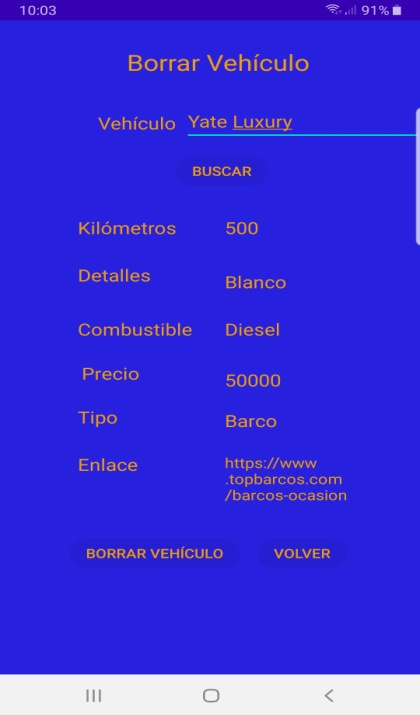 10:03 91%
Borrar Vehículo
Vehículo Yate Luxury
BUSCAR
Kilómetros 500
Detalles Blanco
Combustible Diesel
Precio 50000
Tipo Barco
Enlace https://www
.topbarcos.com
/barcos-ocasion
BORRAR VEHÍCULO VOLVER